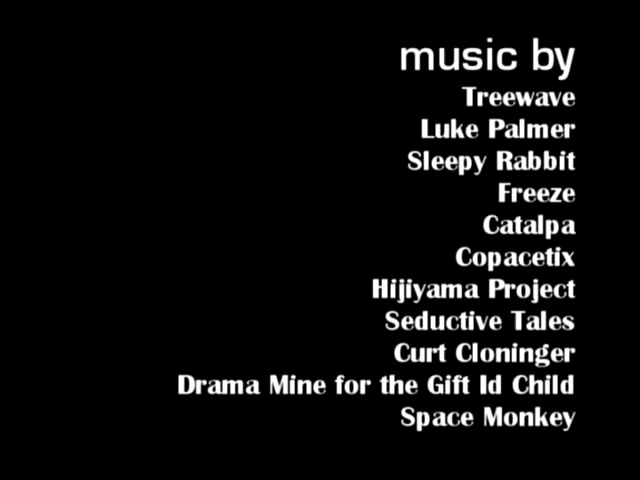 music by
Treewave
Luke Palmer
Sleepy Rabbit
Freeze
Catalpa
Copacetix
Hijiyama Project
Seductive Tales
Curt Cloninger
Drama Mine for the Gift Id Child
Space Monkey